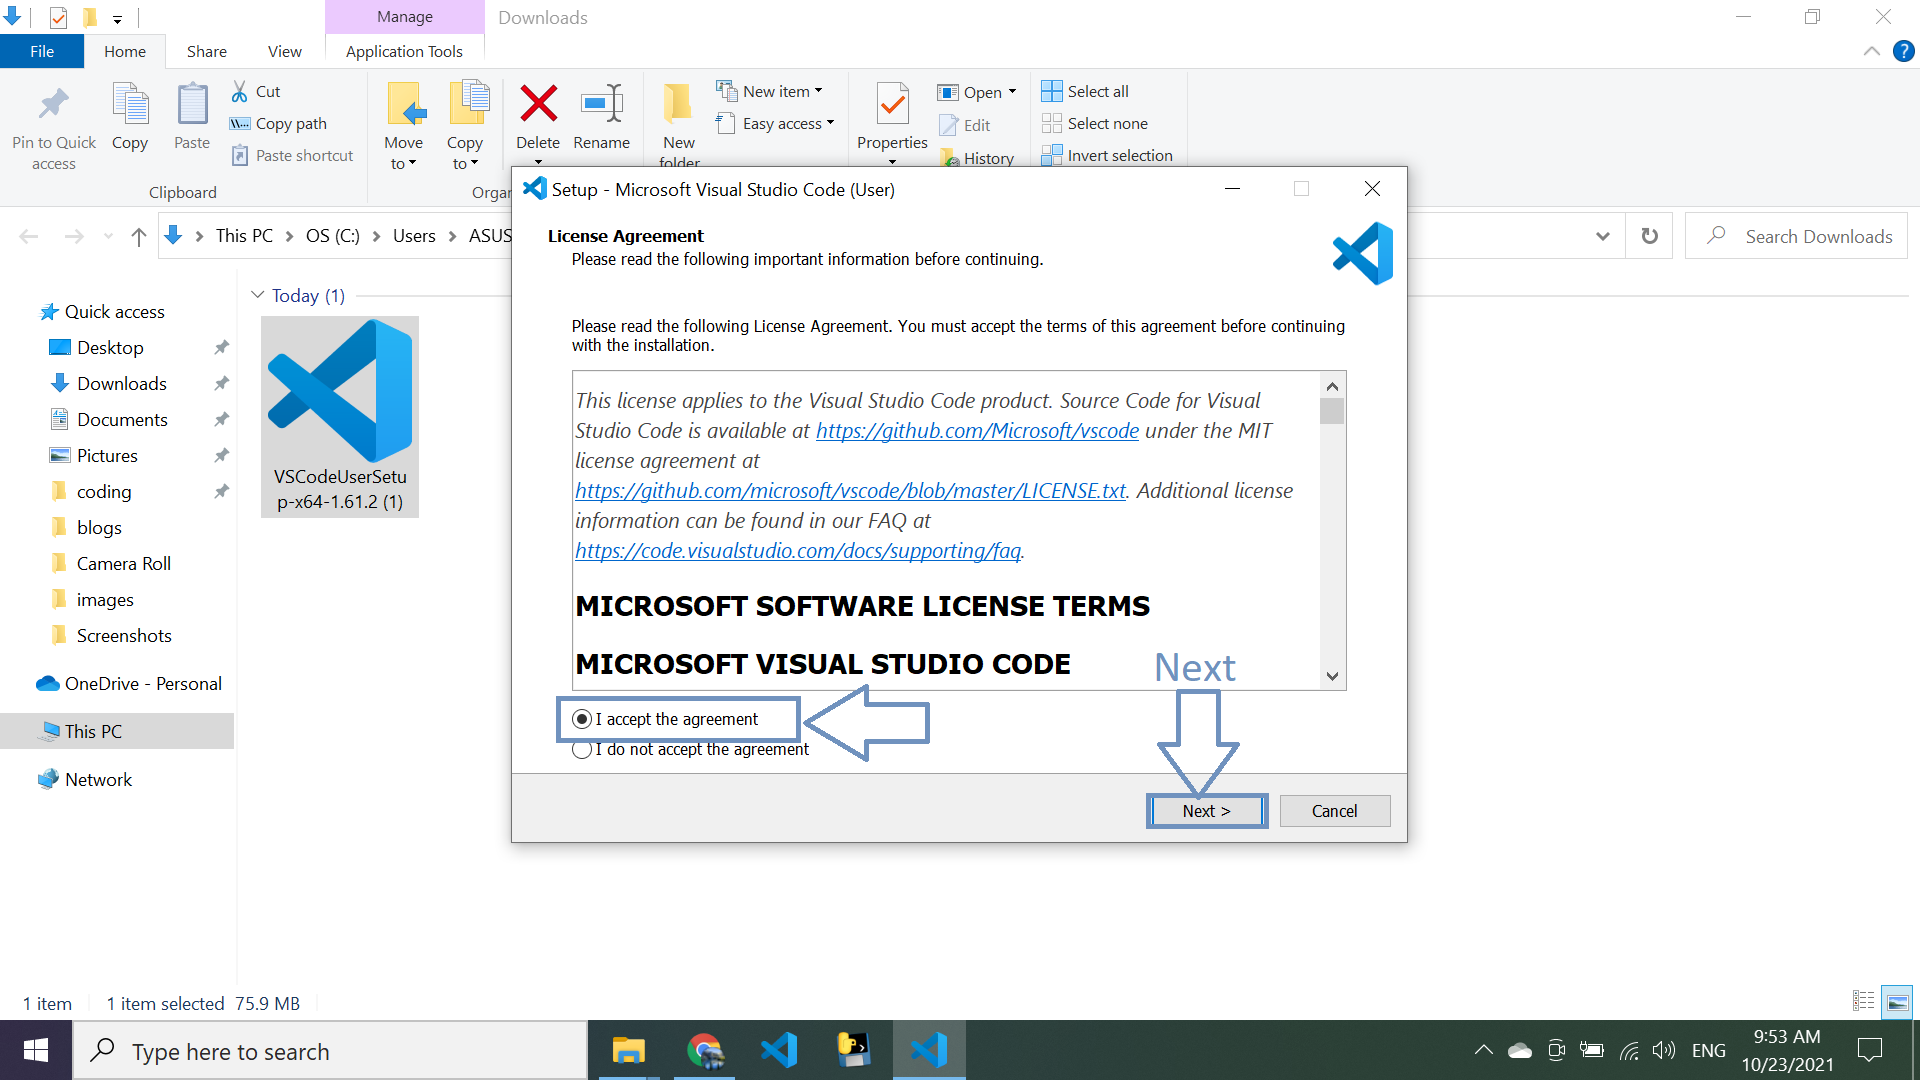 Manage
Downloads
File
Home
Share
View
Application Tools
?
Pin to Quick
access
Copy
Paste
Cut
Copy path
Paste shortcut
Clipboard
Move
to
Copy
to
Delete
Rename
Organ
New
folder
New item
Easy access
Properties
Open
Edit
History
Select all
Select none
Invert selection
This PC
OS (C:)
Users
ASUS
Search Downloads
Quick access
Desktop
Downloads
Documents
Pictures
coding
blogs
Camera Roll
images
Screenshots
OneDrive - Personal
This PC
Network
Today (1)
VSCodeUserSetu
p-x64-1.61.2 (1)
Setup - Microsoft Visual Studio Code (User)
License Agreement
Please read the following important information before continuing.
Please read the following License Agreement. You must accept the terms of this agreement before continuing
with the installation.
This license applies to the Visual Studio Code product. Source Code for Visual
Studio Code is available at https://github.com/Microsoft/vscode under the MIT
license agreement at
https://github.com/microsoft/vscode/blob/master/LICENSE.txt. Additional license
information can be found in our FAQ at
https://code.visualstudio.com/docs/supporting/faq.
MICROSOFT SOFTWARE LICENSE TERMS
MICROSOFT VISUAL STUDIO CODE
Next
I accept the agreement
I do not accept the agreement
Next >
Cancel
1 item
1 item selected 75.9 MB
Type here to search
ENG
9:53 AM
10/23/2021